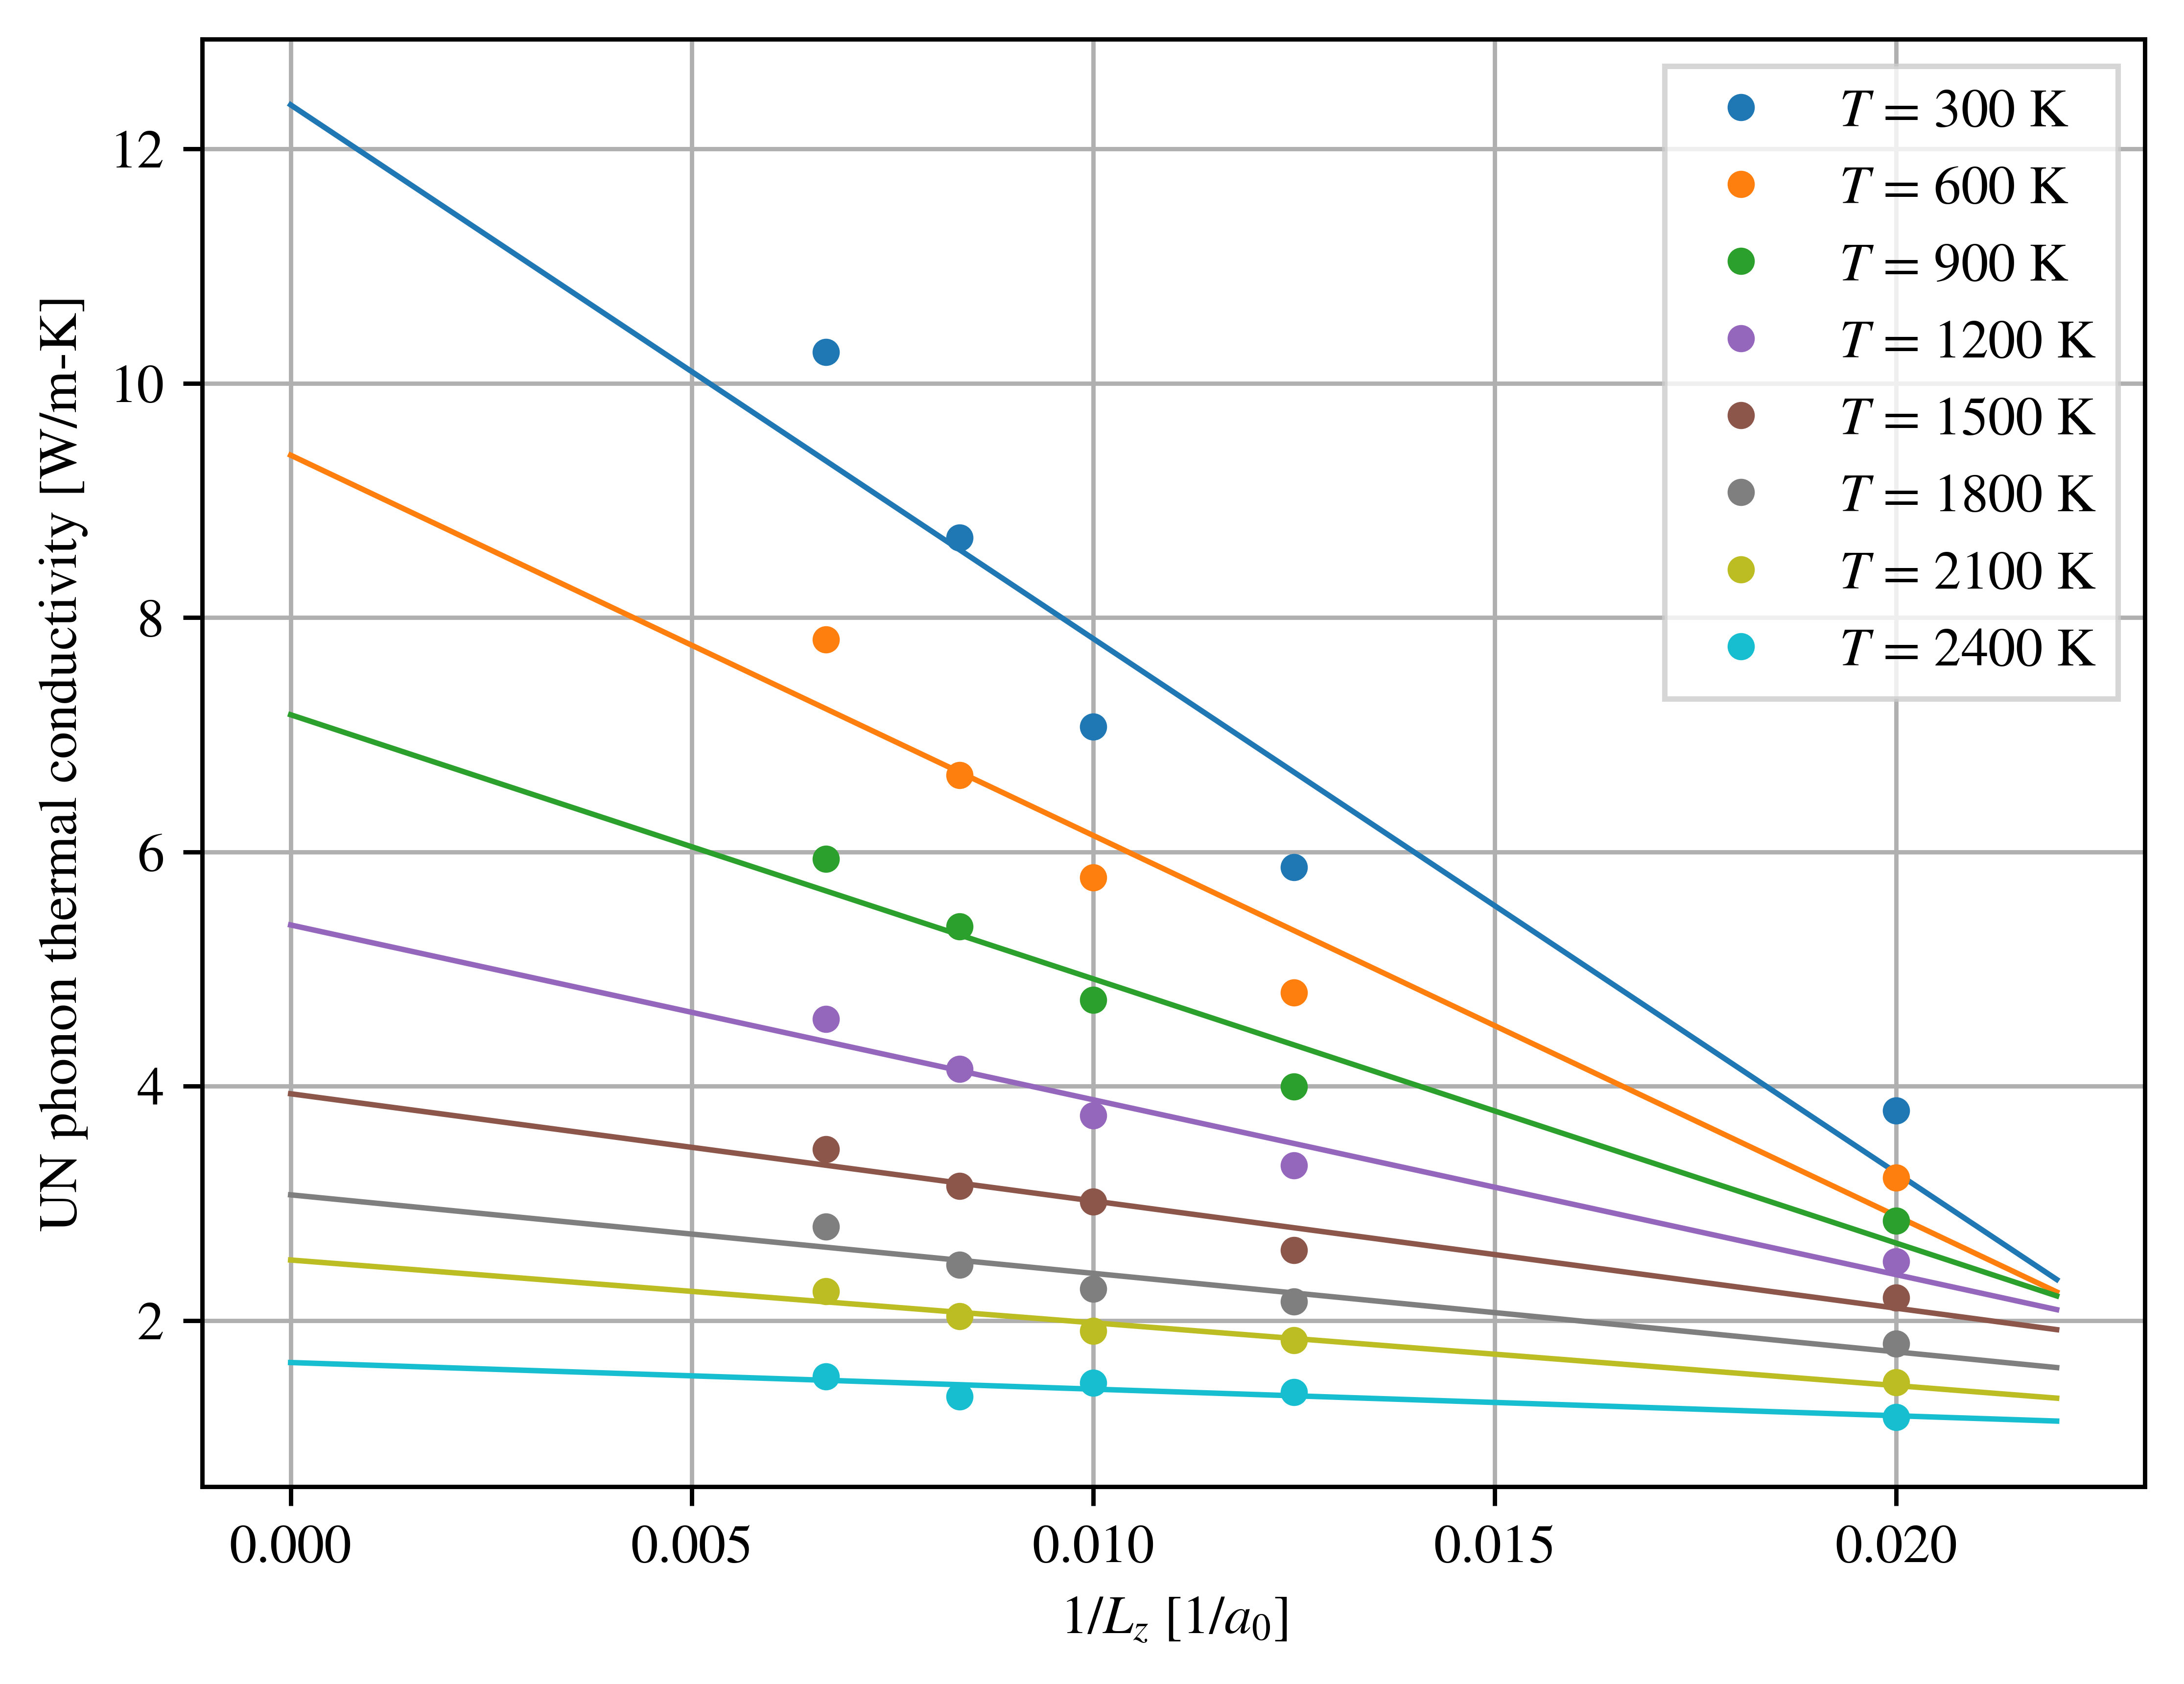 UN phonon thermal conductivity [W/m-K]
12
10
8
6
4
2
T = 300 K
T = 600 K
T = 900 K
T = 1200 K
T = 1500 K
T = 1800 K
T = 2100 K
T = 2400 K
0.000 0.005 0.010 0.015 0.020
1/L_z [1/a_0]